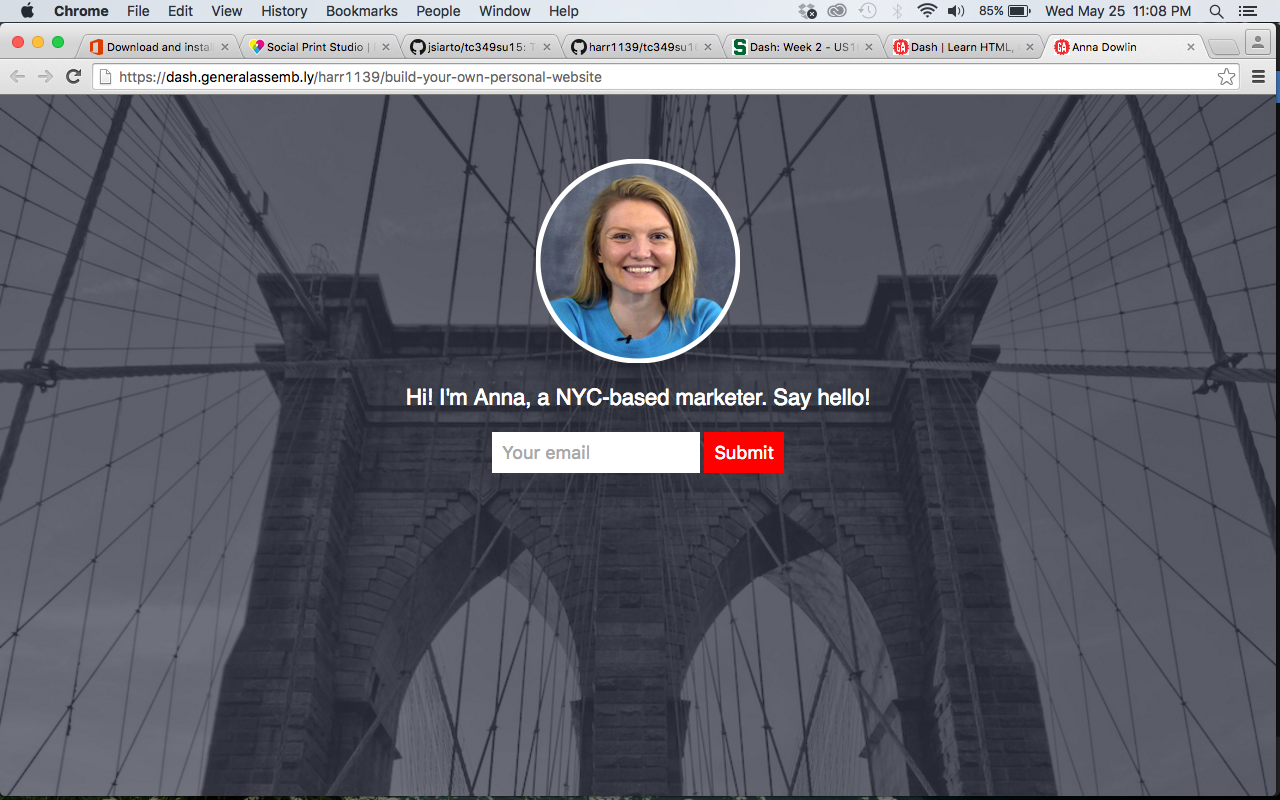 Chrome File Edit View History Bookmarks People Window Help 85% Wed May 25 11:08 PM
Download and insta Social Print Studio | jsiarto/tc349su15: T harr1139/tc349su1 Dash: Week 2 - US1 Dash | Learn HTML, Anna Dowlin
https://dash.generalassemb.ly/harr1139/build-your-own-personal-website
Hi! I'm Anna, a NYC-based marketer. Say hello!
Your email Submit